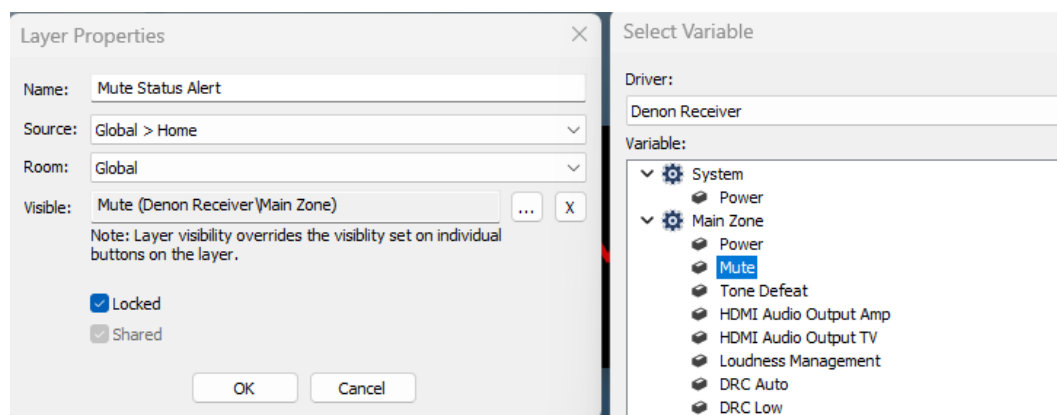 Layer Properties
Name: Mute Status Alert
Source: Global > Home
Room: Global
Visible: Mute (Denon Receiver\Main Zone) ... X
Note: Layer visibility overrides the visiblity set on individual
buttons on the layer.
Locked
Shared
OK Cancel
Select Variable
Driver:
Denon Receiver
Variable:
System
Power
Main Zone
Power
Mute
Tone Defeat
HDMI Audio Output Amp
HDMI Audio Output TV
Loudness Management
DRC Auto
DRC Low